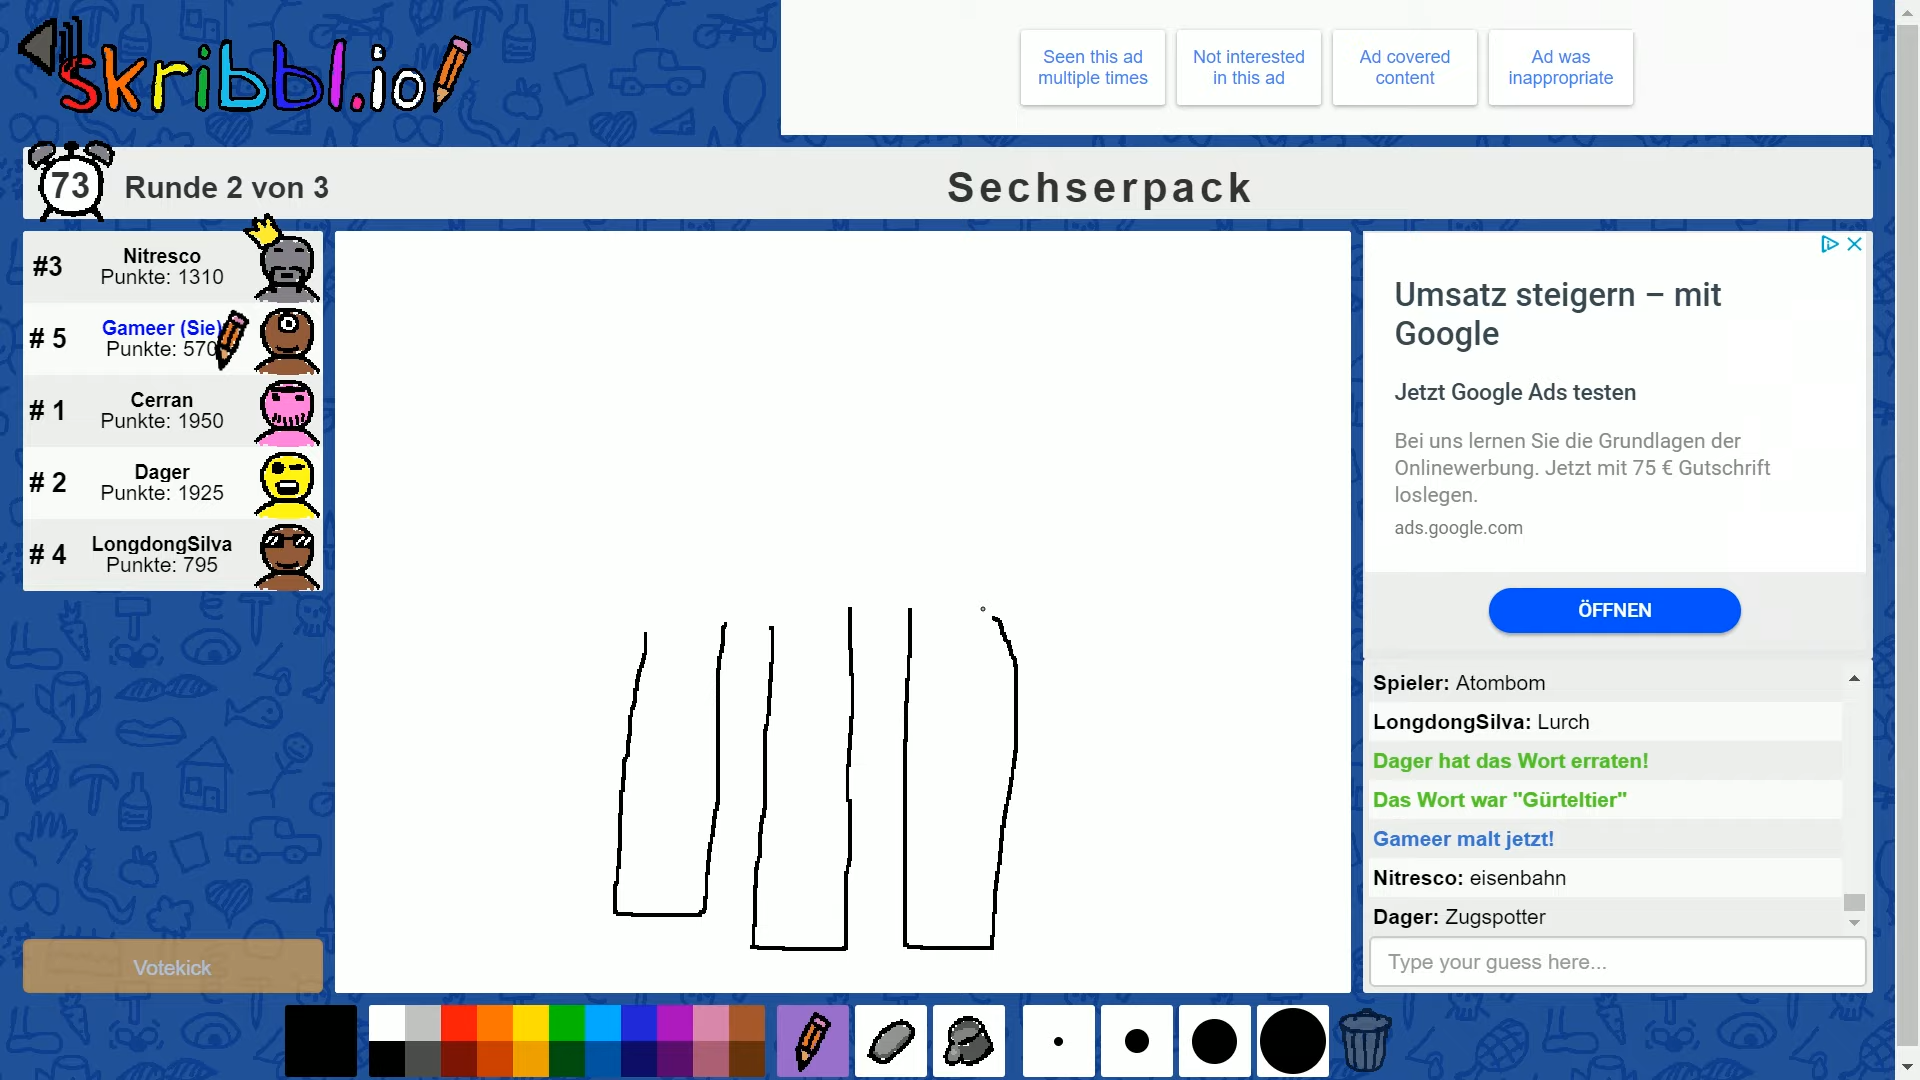 skribbl.io
Seen this ad
multiple times
Not interested
in this ad
Ad covered
content
Ad was
inappropriate
73
Runde 2 von 3
Sechserpack
#3
Nitresco
Punkte: 1310
# 5
Gameer (Sie)
Punkte: 570
# 1
Cerran
Punkte: 1950
# 2
Dager
Punkte: 1925
# 4
LongdongSilva
Punkte: 795
Votekick
Umsatz steigern – mit
Google
Jetzt Google Ads testen
Bei uns lernen Sie die Grundlagen der
Onlinewerbung. Jetzt mit 75 € Gutschrift
loslegen.
ads.google.com
ÖFFNEN
Spieler: Atombom
LongdongSilva: Lurch
Dager hat das Wort erraten!
Das Wort war "Gürteltier"
Gameer malt jetzt!
Nitresco: eisenbahn
Dager: Zugspotter
Type your guess here...